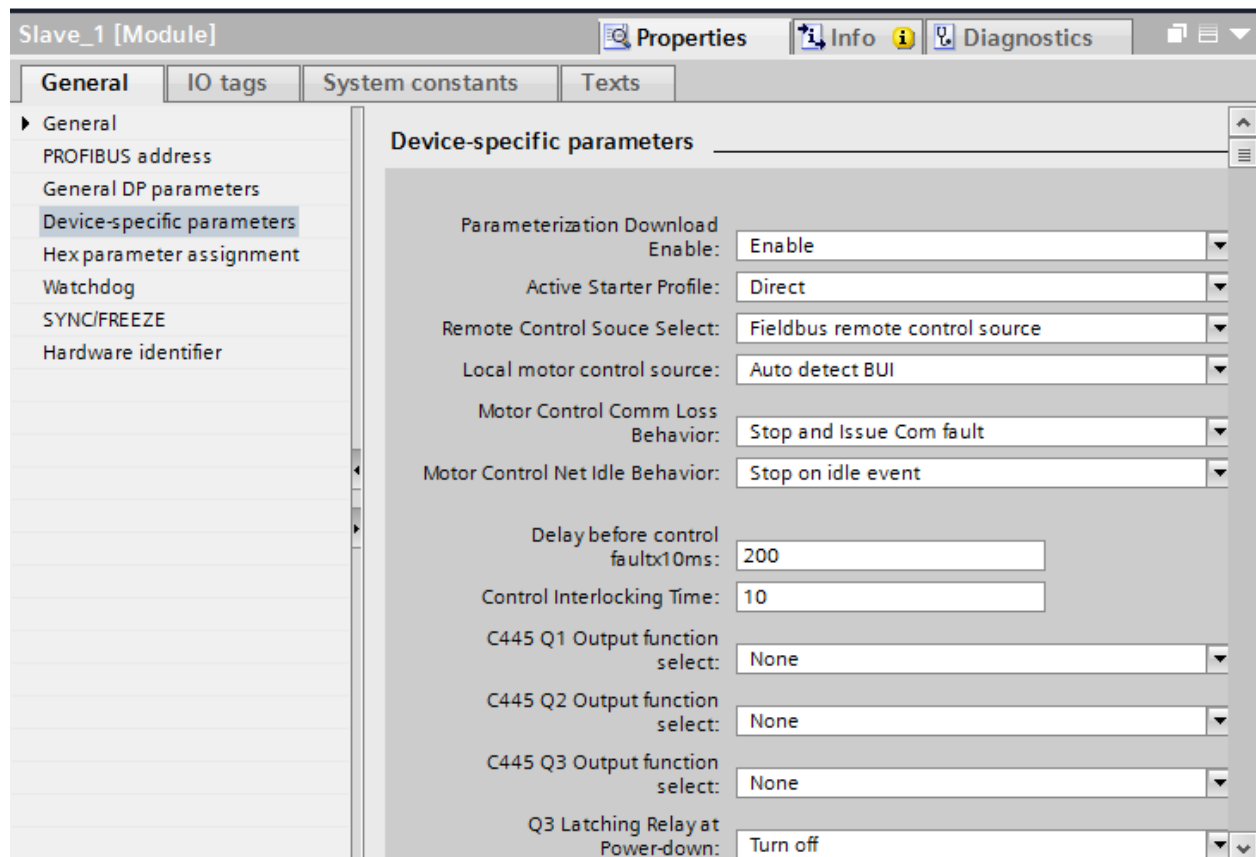 Slave_1 [Module]
Properties
Info
Diagnostics
General
IO tags
System constants
Texts
General
PROFIBUS address
General DP parameters
Device-specific parameters
Hex parameter assignment
Watchdog
SYNC/FREEZE
Hardware identifier
Device-specific parameters
Parameterization Download
Enable:
Enable
Active Starter Profile:
Direct
Remote Control Souce Select:
Fieldbus remote control source
Local motor control source:
Auto detect BUI
Motor Control Comm Loss
Behavior:
Stop and Issue Com fault
Motor Control Net Idle Behavior:
Stop on idle event
Delay before control
faultx10ms:
200
Control Interlocking Time:
10
C445 Q1 Output function
select:
None
C445 Q2 Output function
select:
None
C445 Q3 Output function
select:
None
Q3 Latching Relay at
Power-down:
Turn off